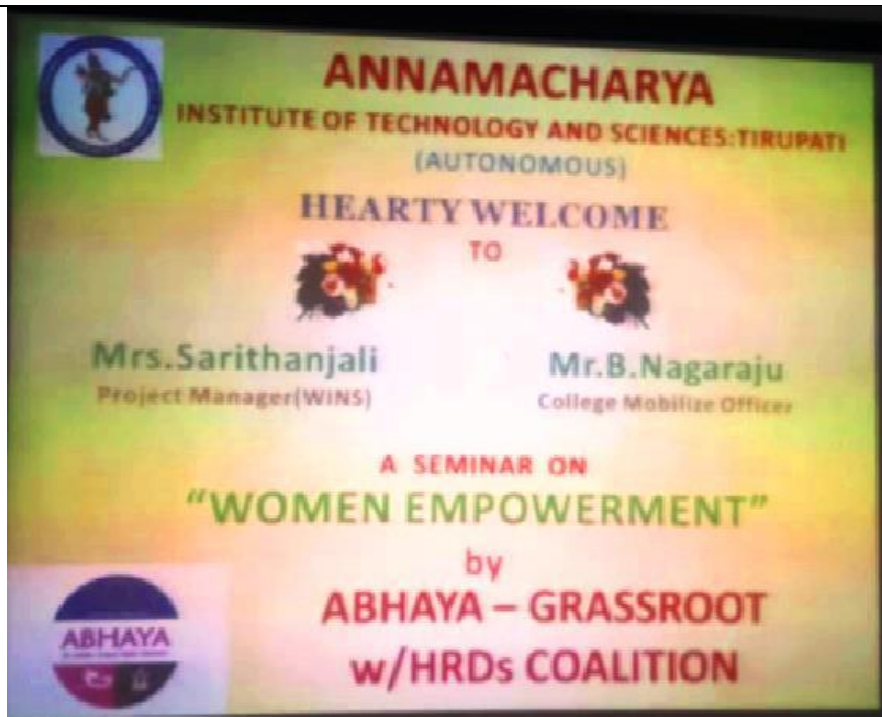 ANNAMACHARYA
INSTITUTE OF TECHNOLOGY AND SCIENCES:TIRUPATI
(AUTONOMOUS)
HEARTY WELCOME
TO
Mrs.Sarithanjali
Mr.B.Nagaraju
Project Manager(WINS)
College Mobilize Officer
A SEMINAR ON
"WOMEN EMPOWERMENT"
by
ABHAYA – GRASSROOT
w/HRDs COALITION
ABHAYA